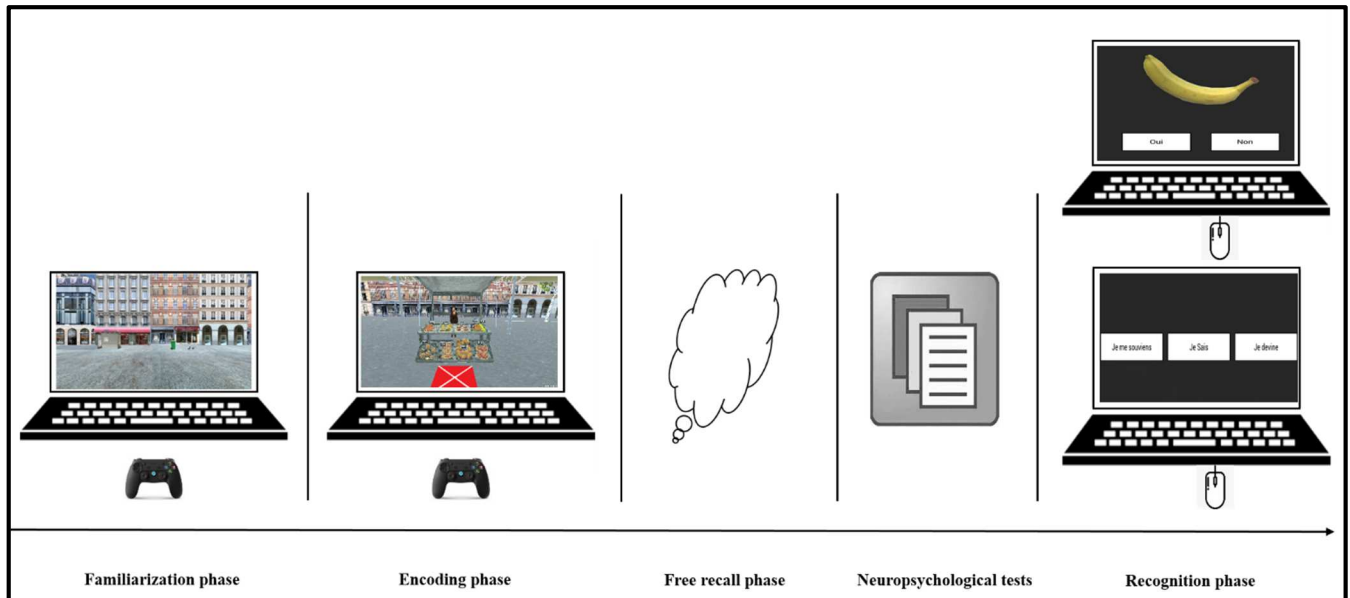 Oui Non
Je me souviens Je Sais Je devine
Familiarization phase Encoding phase Free recall phase Neuropsychological tests Recognition phase